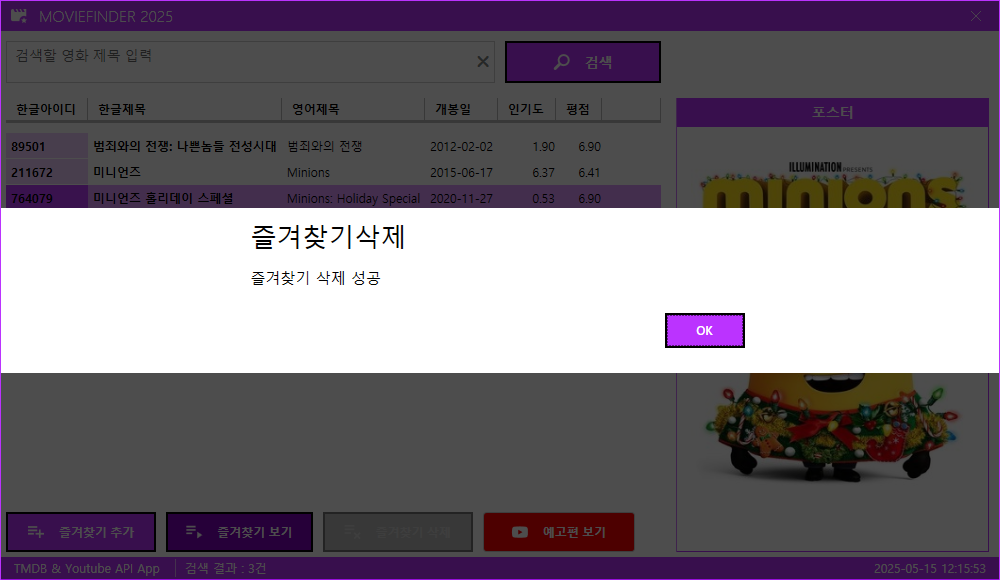 MOVIEFINDER 2025
검색할 영화 제목 입력
검색
한글아이디 한글제목 영어제목 개봉일 인기도 평점
포스터
89501 범죄와의 전쟁: 나쁜놈들 전성시대 범죄와의 전쟁 2012-02-02 1.90 6.90
211672 미니언즈 Minions 2015-06-17 6.37 6.41
764079 미니언즈 홀리데이 스페셜 Minions: Holiday Special 2020-11-27 0.53 6.90
ILLUMINATION PRESENTS
minions
즐겨찾기삭제
즐겨찾기 삭제 성공
OK
즐겨찾기 추가 즐겨찾기 보기 즐겨찾기 삭제 예고편 보기
TMDB & Youtube API App 검색 결과 : 3건 2025-05-15 12:15:53